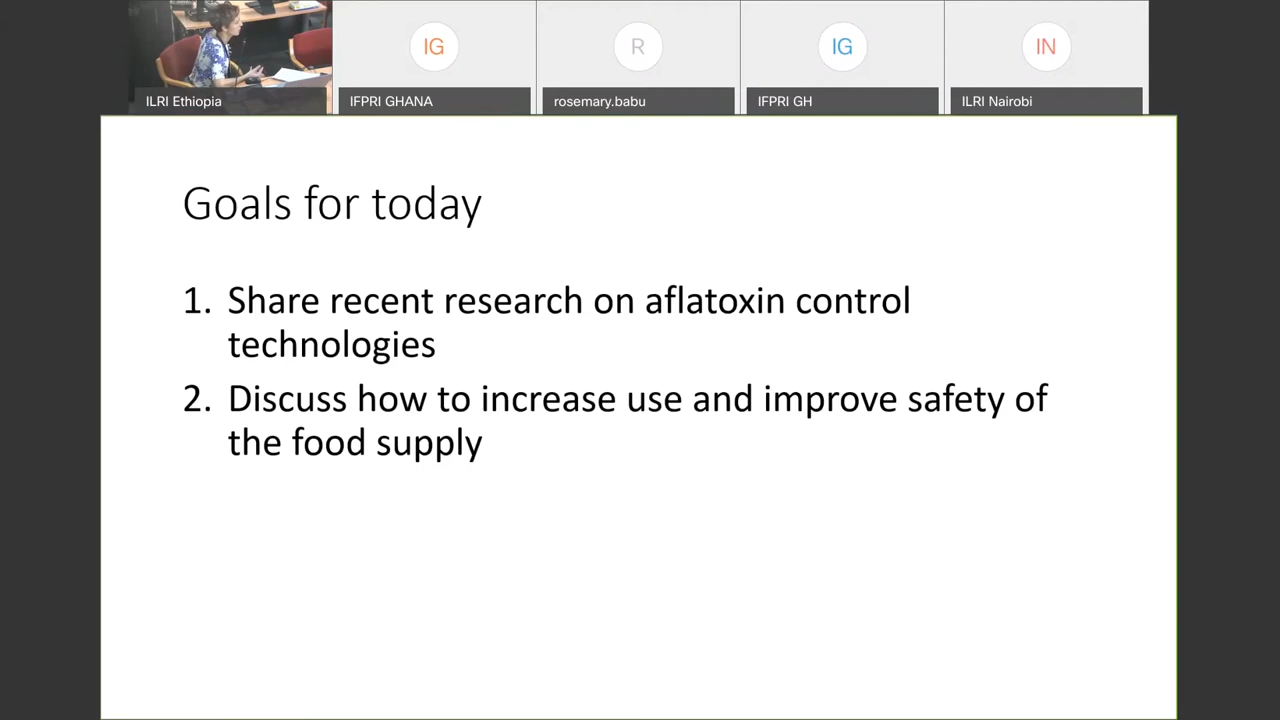 IG
R
IG
IN
ILRI Ethiopia
IFPRI GHANA
rosemary.babu
IFPRI GH
ILRI Nairobi
Goals for today
1. Share recent research on aflatoxin control
technologies
2. Discuss how to increase use and improve safety of
the food supply